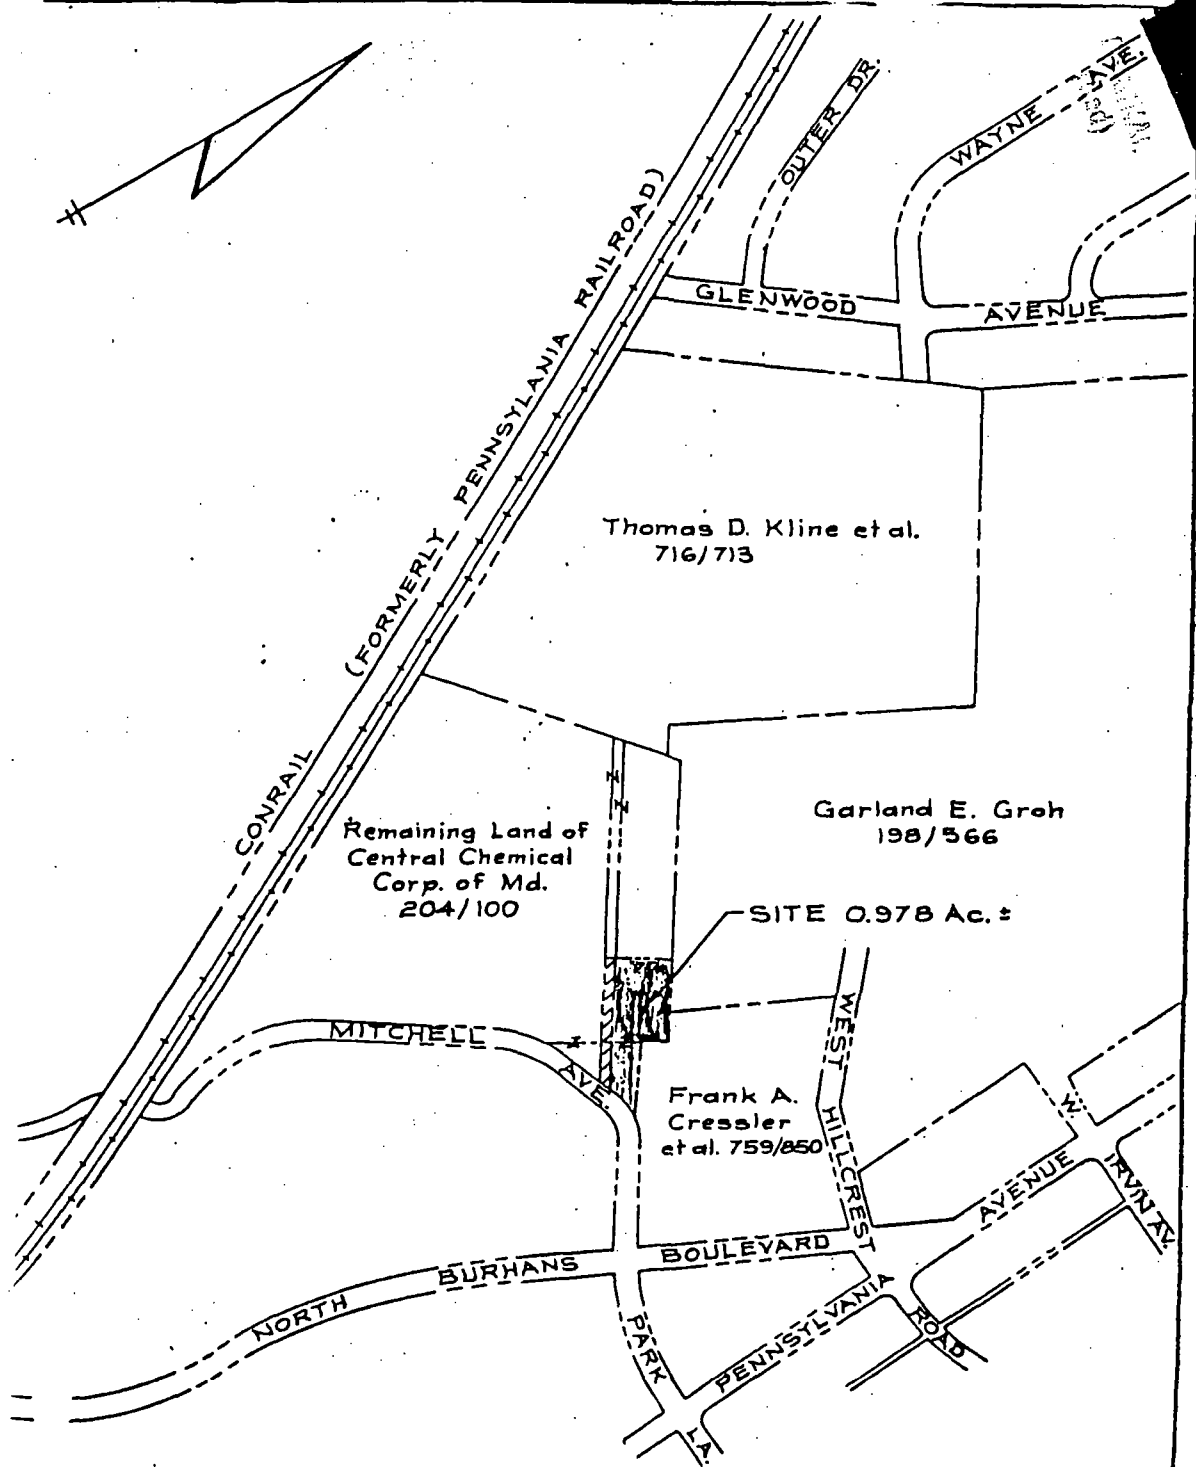 OUTER DR.
WAYNE AVE.
GLENWOOD AVENUE
CONRAIL (FORMERLY PENNSYLANIA RAILROAD)
Thomas D. Kline et al.
716/713
Garland E. Groh
198/566
Remaining Land of
Central Chemical
Corp. of Md.
204/100
SITE 0.978 Ac. ±
MITCHELL AVE.
WEST HILLCREST ROAD
Frank A.
Cressler
et al. 759/850
W. IRVIN AV.
NORTH BURHANS BOULEVARD
PENNSYLVANIA AVENUE
PARK LA.
N
Z
Z